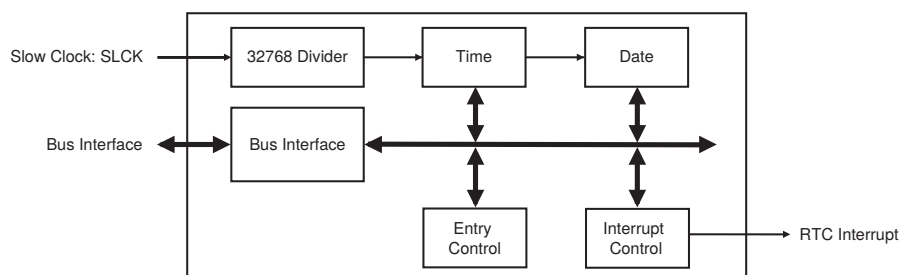 Slow Clock: SLCK
32768 Divider
Time
Date
Bus Interface
Bus Interface
Entry
Control
Interrupt
Control
RTC Interrupt